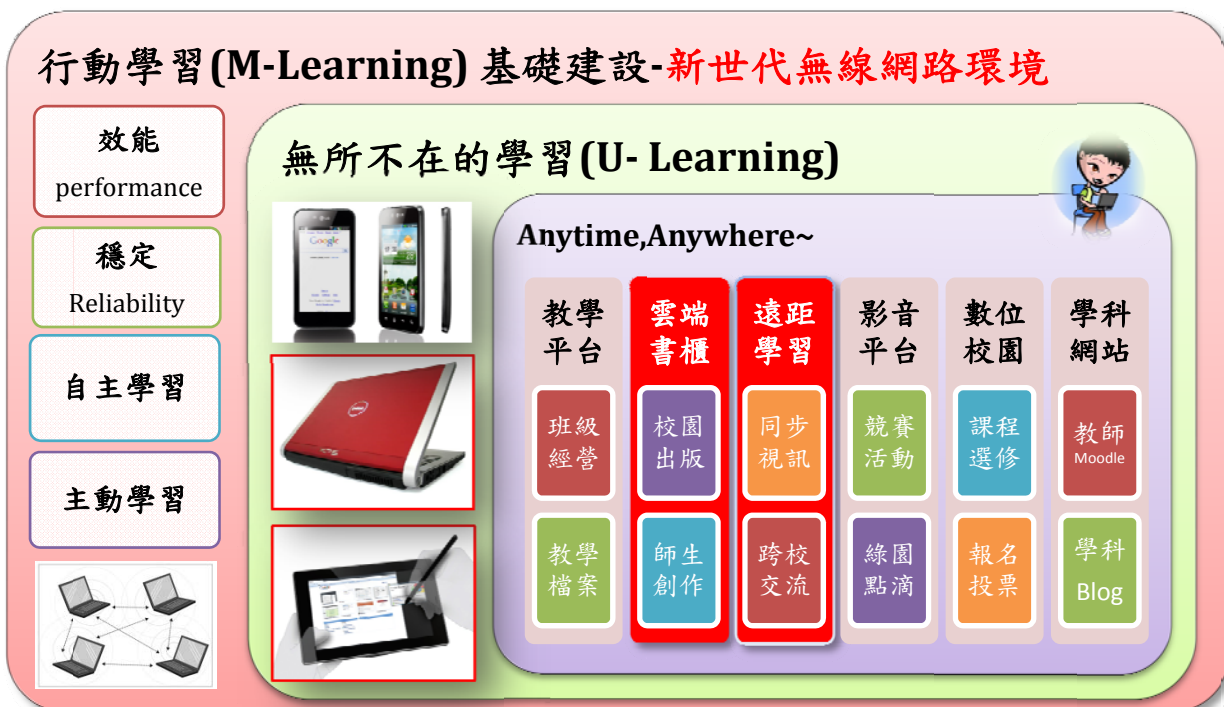 行動學習(M-Learning) 基礎建設-新世代無線網路環境
效能
performance
穩定
Reliability
自主學習
主動學習
無所不在的學習(U- Learning)
Google
Anytime,Anywhere~
教學
平台
班級
經營
教學
檔案
雲端
書櫃
校園
出版
師生
創作
遠距
學習
同步
視訊
跨校
交流
影音
平台
競賽
活動
綠園
點滴
數位
校園
課程
選修
報名
投票
學科
網站
教師
Moodle
學科
Blog